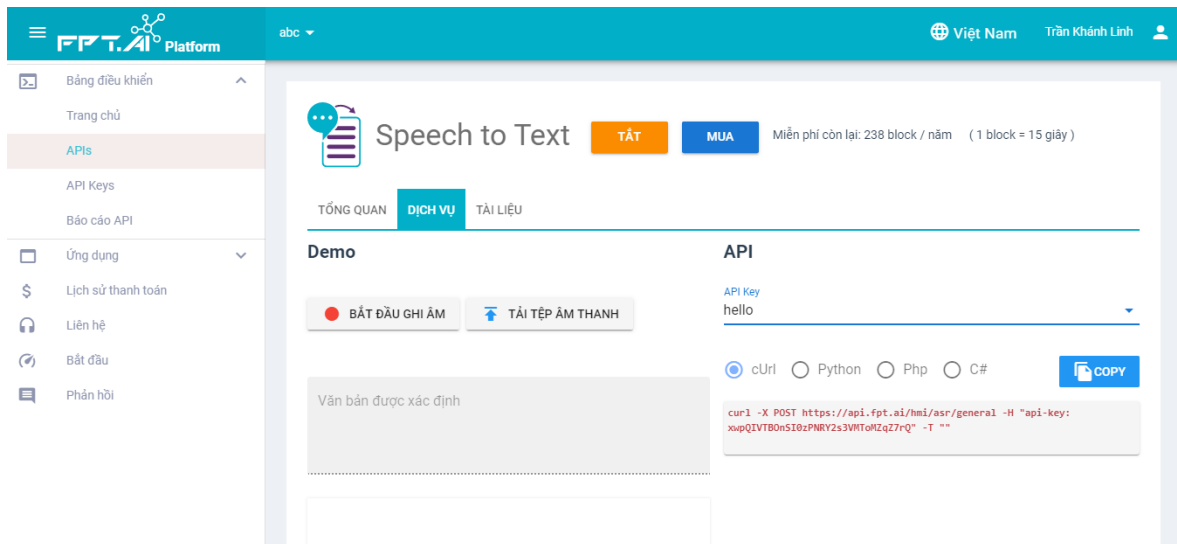 FPT.AI Platform
abc
Việt Nam
Trần Khánh Linh
Bảng điều khiển
Trang chủ
APIs
API Keys
Báo cáo API
Ứng dụng
Lịch sử thanh toán
Liên hệ
Bắt đầu
Phản hồi
Speech to Text
TẮT
MUA
Miễn phí còn lại: 238 block / năm ( 1 block = 15 giây )
TỔNG QUAN
DỊCH VỤ
TÀI LIỆU
Demo
BẮT ĐẦU GHI ÂM
TẢI TỆP ÂM THANH
Văn bản được xác định
API
API Key
hello
cUrl
Python
Php
C#
COPY
curl -X POST https://api.fpt.ai/hmi/asr/general -H "api-key:
xwpQIVTBOnSI0zPNRY2s3VMToMZqZ7rQ" -T ""